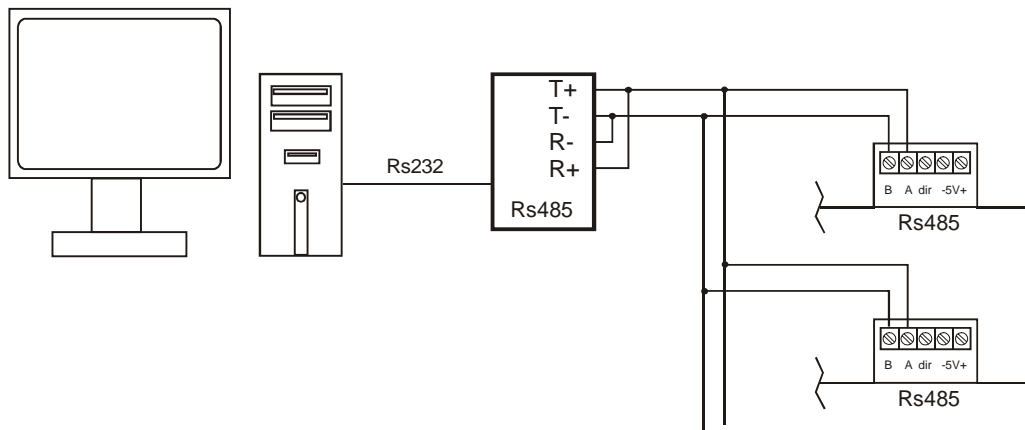 T+
T-
R-
R+
Rs485
Rs232
B A dir -5V+
Rs485
B A dir -5V+
Rs485